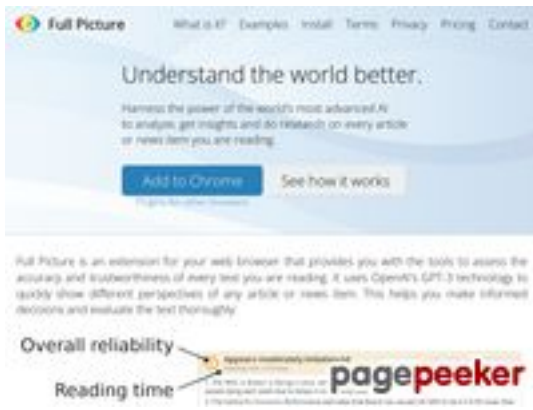 Full Picture What is it? Examples Install Terms Privacy Pricing Contact
Understand the world better.
Harness the power of the world's most advanced AI
to analyze, get insights and do research on every article
or news item you are reading.
Add to Chrome See how it works
Full Picture is an extension for your web browser that provides you with the tools to assess the
accuracy and trustworthiness of every text you are reading. It uses OpenAI's GPT-3 technology to
quickly show different perspectives of any article or news item. This helps you make informed
decisions and evaluate the text thoroughly.
Overall reliability
Reading time
pagepeeker